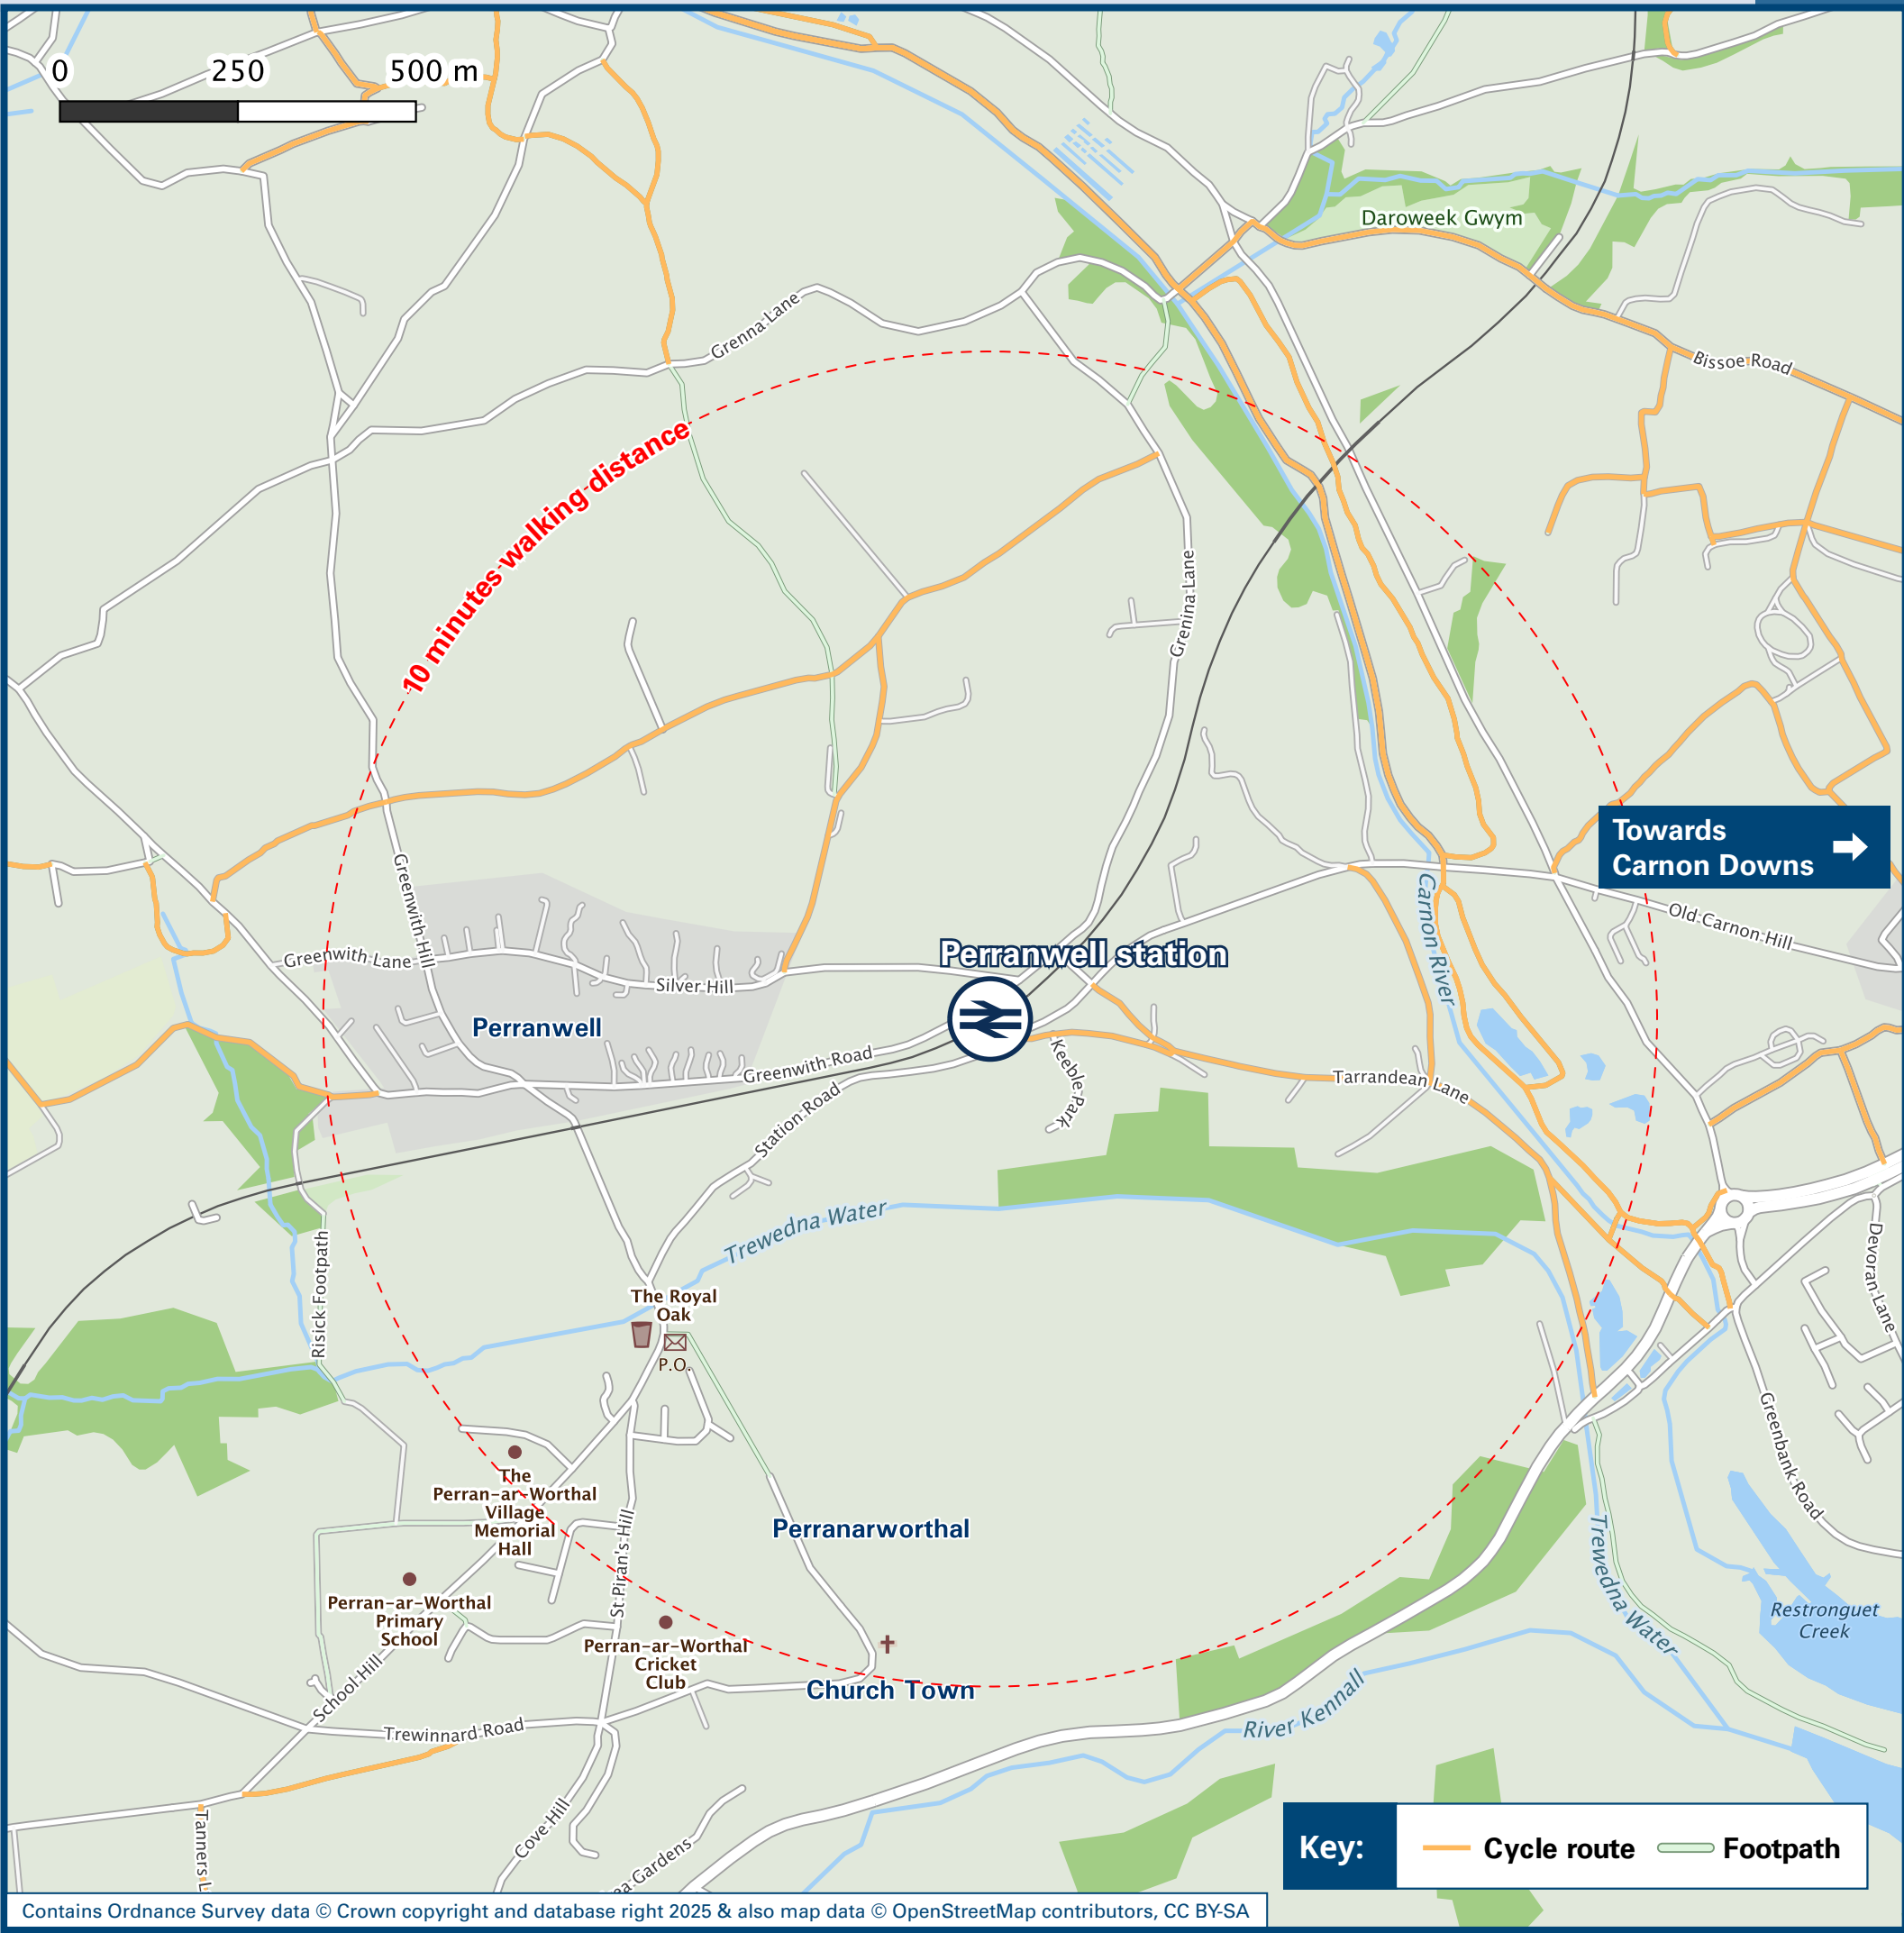 0 250 500 m
Daroweek Gwym
Grenna Lane
Bissoe Road
10 minutes walking distance
Grenina Lane
Towards
Carnon Downs
Greenwith Hill
Carnon River
Old Carnon Hill
Greenwith Lane
Perranwell station
Silver Hill
Perranwell
Greenwith Road
Keeble Park
Tarrandean Lane
Station Road
Trewedna Water
Devoran Lane
Risick Footpath
The Royal
Oak
P.O.
Greenbank Road
The
Perran-ar-Worthal
Village
Memorial
Hall
Perranarworthal
St Piran's Hill
Trewedna Water
Perran-ar-Worthal
Primary
School
Restronguet
Creek
Perran-ar-Worthal
Cricket
Club
School Hill
Church Town
River Kennall
Trewinnard Road
Tanners L
Cove Hill
ea Gardens
Key: Cycle route Footpath
Contains Ordnance Survey data © Crown copyright and database right 2025 & also map data © OpenStreetMap contributors, CC BY-SA